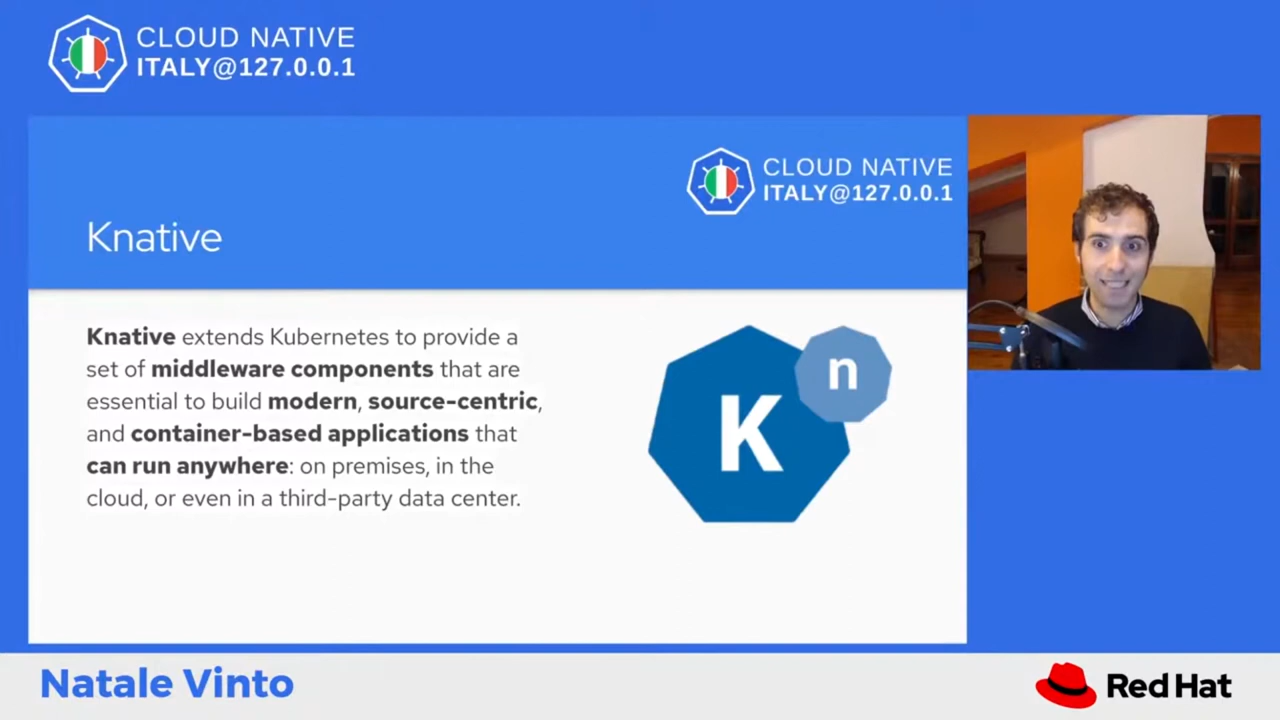 CLOUD NATIVE
ITALY@127.0.0.1
CLOUD NATIVE
ITALY@127.0.0.1
Knative
Knative extends Kubernetes to provide a
set of middleware components that are
essential to build modern, source-centric,
and container-based applications that
can run anywhere: on premises, in the
cloud, or even in a third-party data center.
K
n
Natale Vinto
Red Hat